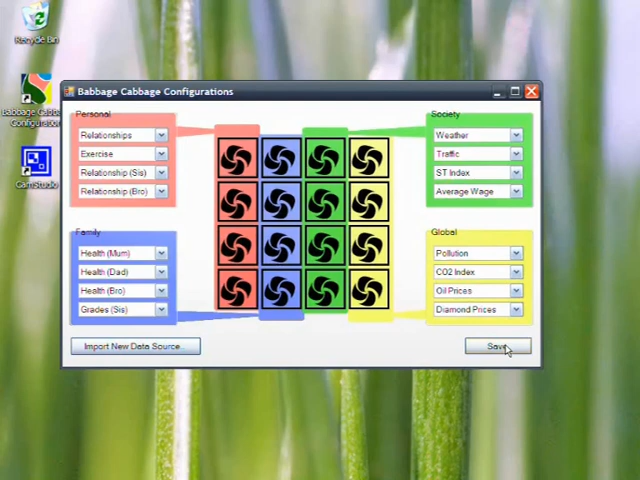 Recycle Bin
Babbage Cabbage Configurations
Babbage Cabba
Configuration
CamStudio
Personal
Relationships
Exercise
Relationship (Sis)
Relationship (Bro)
Society
Weather
Traffic
ST Index
Average Wage
Family
Health (Mum)
Health (Dad)
Health (Bro)
Grades (Sis)
Global
Pollution
CO2 Index
Oil Prices
Diamond Prices
Import New Data Source...
Save